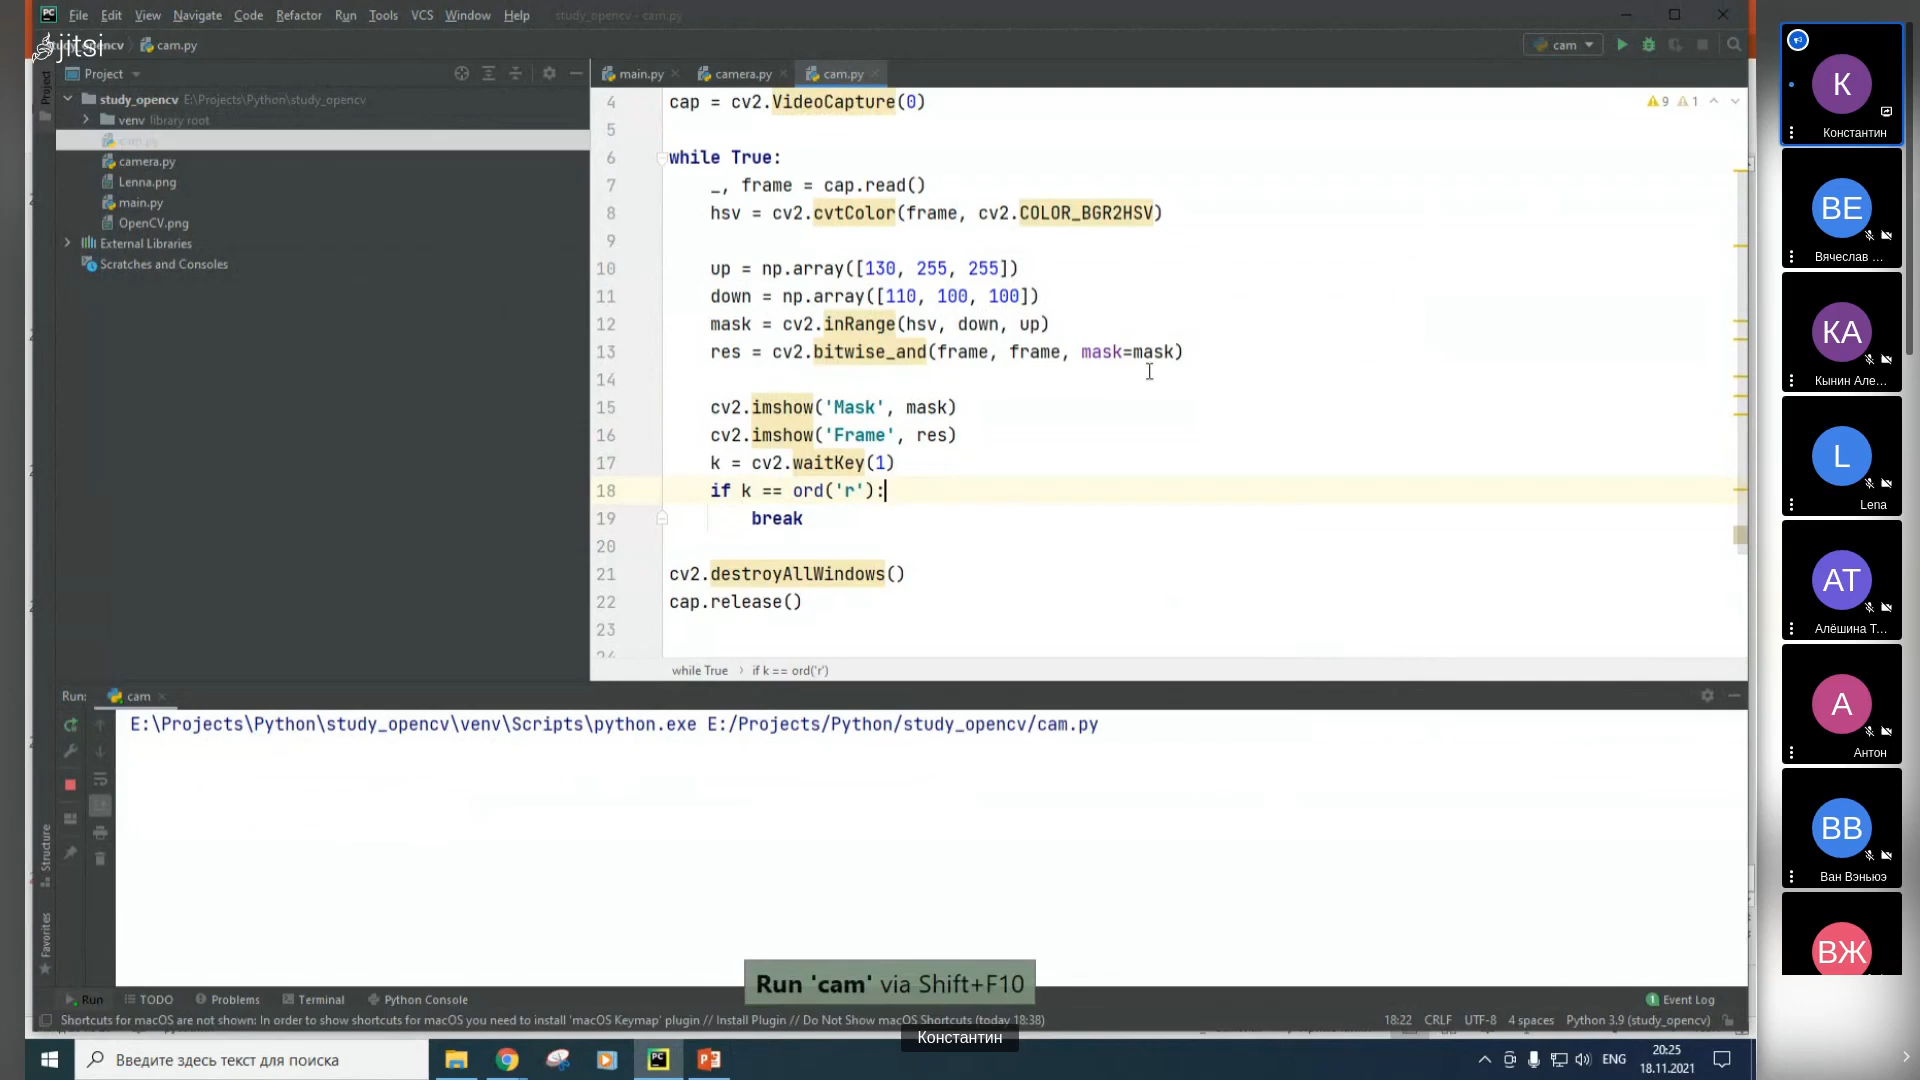 File Edit View Navigate Code Refactor Run Tools VCS Window Help study_opencv - cam.py
jitsi
cam.py
cam
Project
main.py camera.py cam.py
Project
study_opencv E:\Projects\Python\study_opencv
venv library root
cam.py
camera.py
Lenna.png
main.py
OpenCV.png
External Libraries
Scratches and Consoles
9 1
4 cap = cv2.VideoCapture(0)
5
6 while True:
7 _, frame = cap.read()
8 hsv = cv2.cvtColor(frame, cv2.COLOR_BGR2HSV)
9
10 up = np.array([130, 255, 255])
11 down = np.array([110, 100, 100])
12 mask = cv2.inRange(hsv, down, up)
13 res = cv2.bitwise_and(frame, frame, mask=mask)
14
15 cv2.imshow('Mask', mask)
16 cv2.imshow('Frame', res)
17 k = cv2.waitKey(1)
18 if k == ord('r'):
19 break
20
21 cv2.destroyAllWindows()
22 cap.release()
23
24
while True › if k == ord('r')
Run: cam
E:\Projects\Python\study_opencv\venv\Scripts\python.exe E:/Projects/Python/study_opencv/cam.py
Structure
Favorites
Run 'cam' via Shift+F10
Run TODO Problems Terminal Python Console
1 Event Log
Shortcuts for macOS are not shown: In order to show shortcuts for macOS you need to install 'macOS Keymap' plugin // Install Plugin // Do Not Show macOS Shortcuts (today 18:38)
18:22 CRLF UTF-8 4 spaces Python 3.9 (study_opencv)
Константин
Введите здесь текст для поиска
ENG
20:25
18.11.2021
К
Константин
ВЕ
Вячеслав ...
КА
Кынин Але...
L
Lena
АТ
Алёшина Т...
А
Антон
ВВ
Ван Вэньюэ
ВЖ